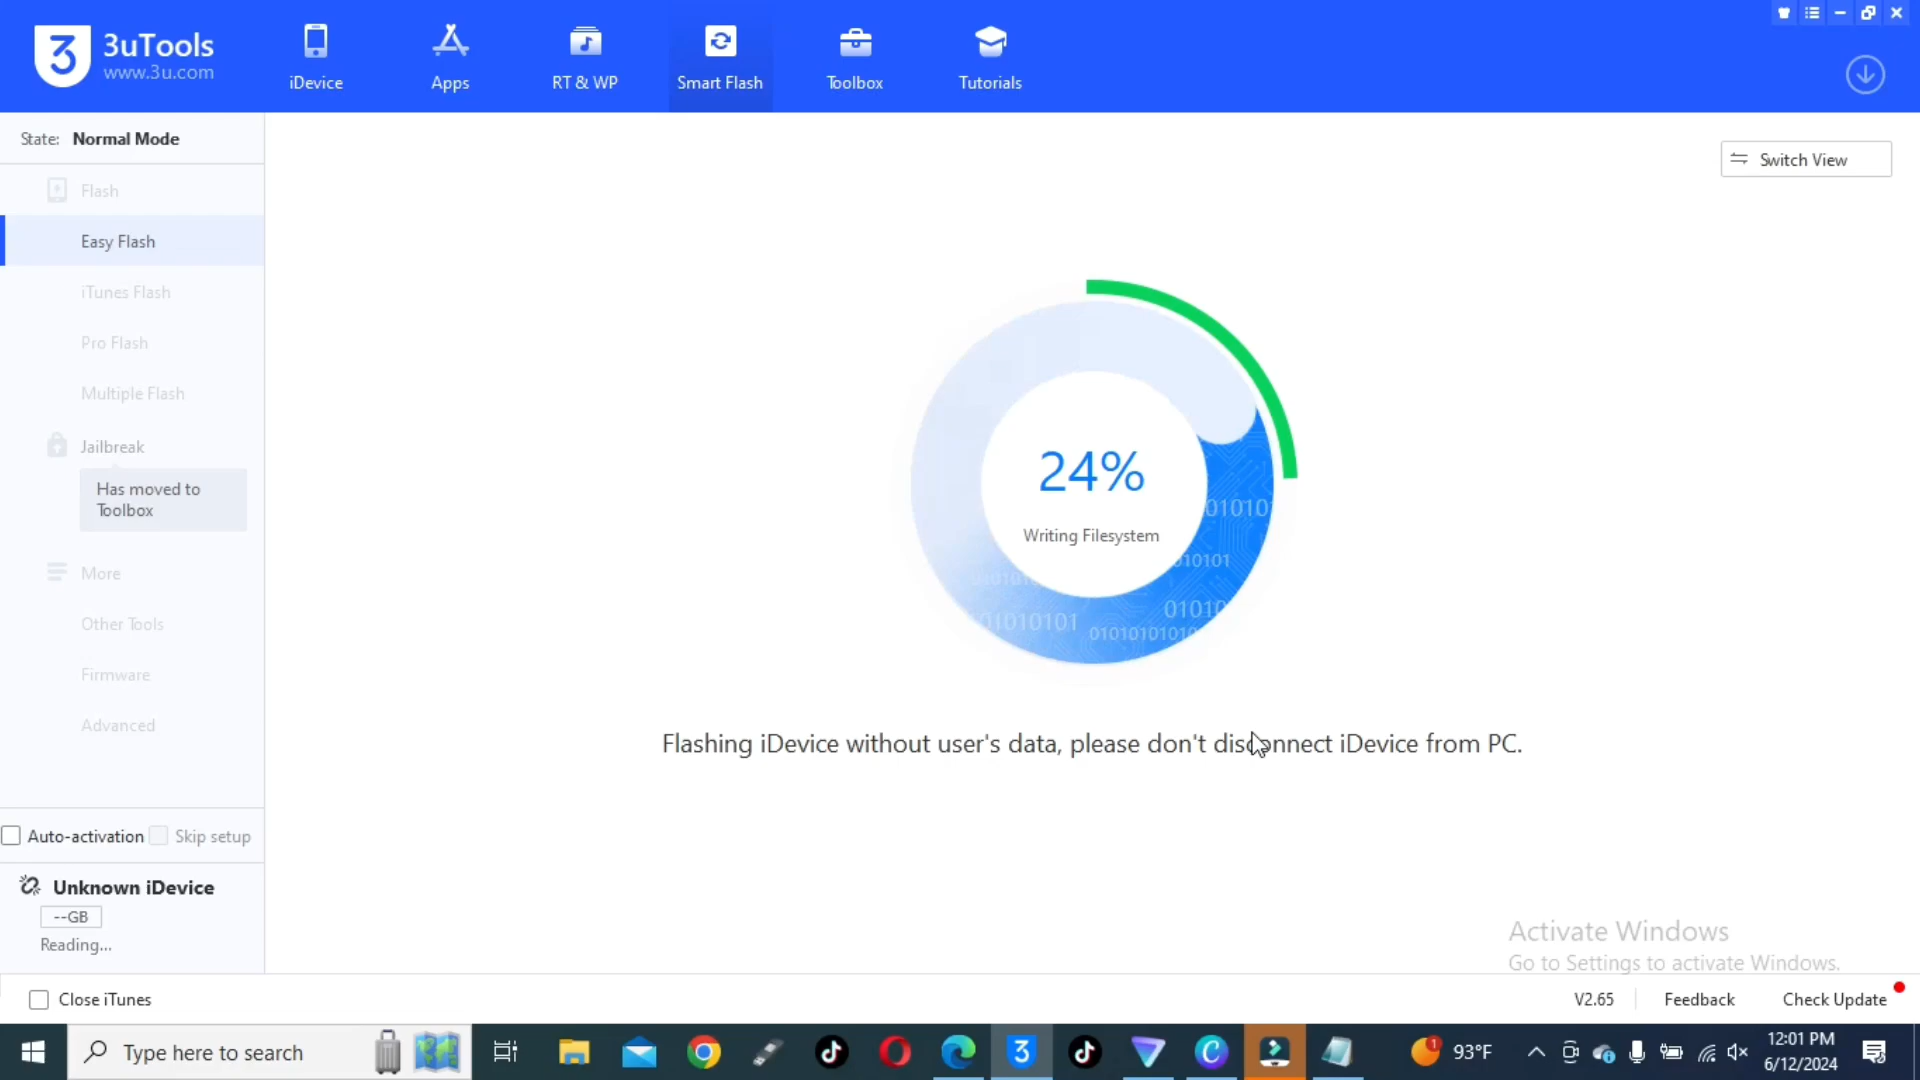 3 3uTools
www.3u.com
iDevice
Apps
RT & WP
Smart Flash
Toolbox
Tutorials
State: Normal Mode
Switch View
Flash
Easy Flash
iTunes Flash
Pro Flash
Multiple Flash
Jailbreak
Has moved to
Toolbox
More
Other Tools
Firmware
Advanced
24%
Writing Filesystem
Flashing iDevice without user's data, please don't disconnect iDevice from PC.
Auto-activation Skip setup
Unknown iDevice
--GB
Reading...
Activate Windows
Go to Settings to activate Windows.
Close iTunes
V2.65
Feedback
Check Update
Type here to search
93°F
12:01 PM
6/12/2024